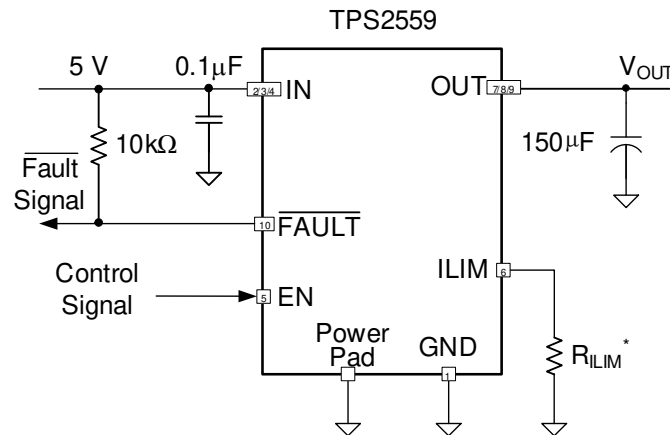 TPS2559
5 V
0.1μF
2/3/4
IN
OUT
7/8/9
VOUT
10kΩ
150μF
Fault
Signal
10
FAULT
ILIM
6
Control
Signal
5
EN
Power
Pad
GND
1
RILIM*